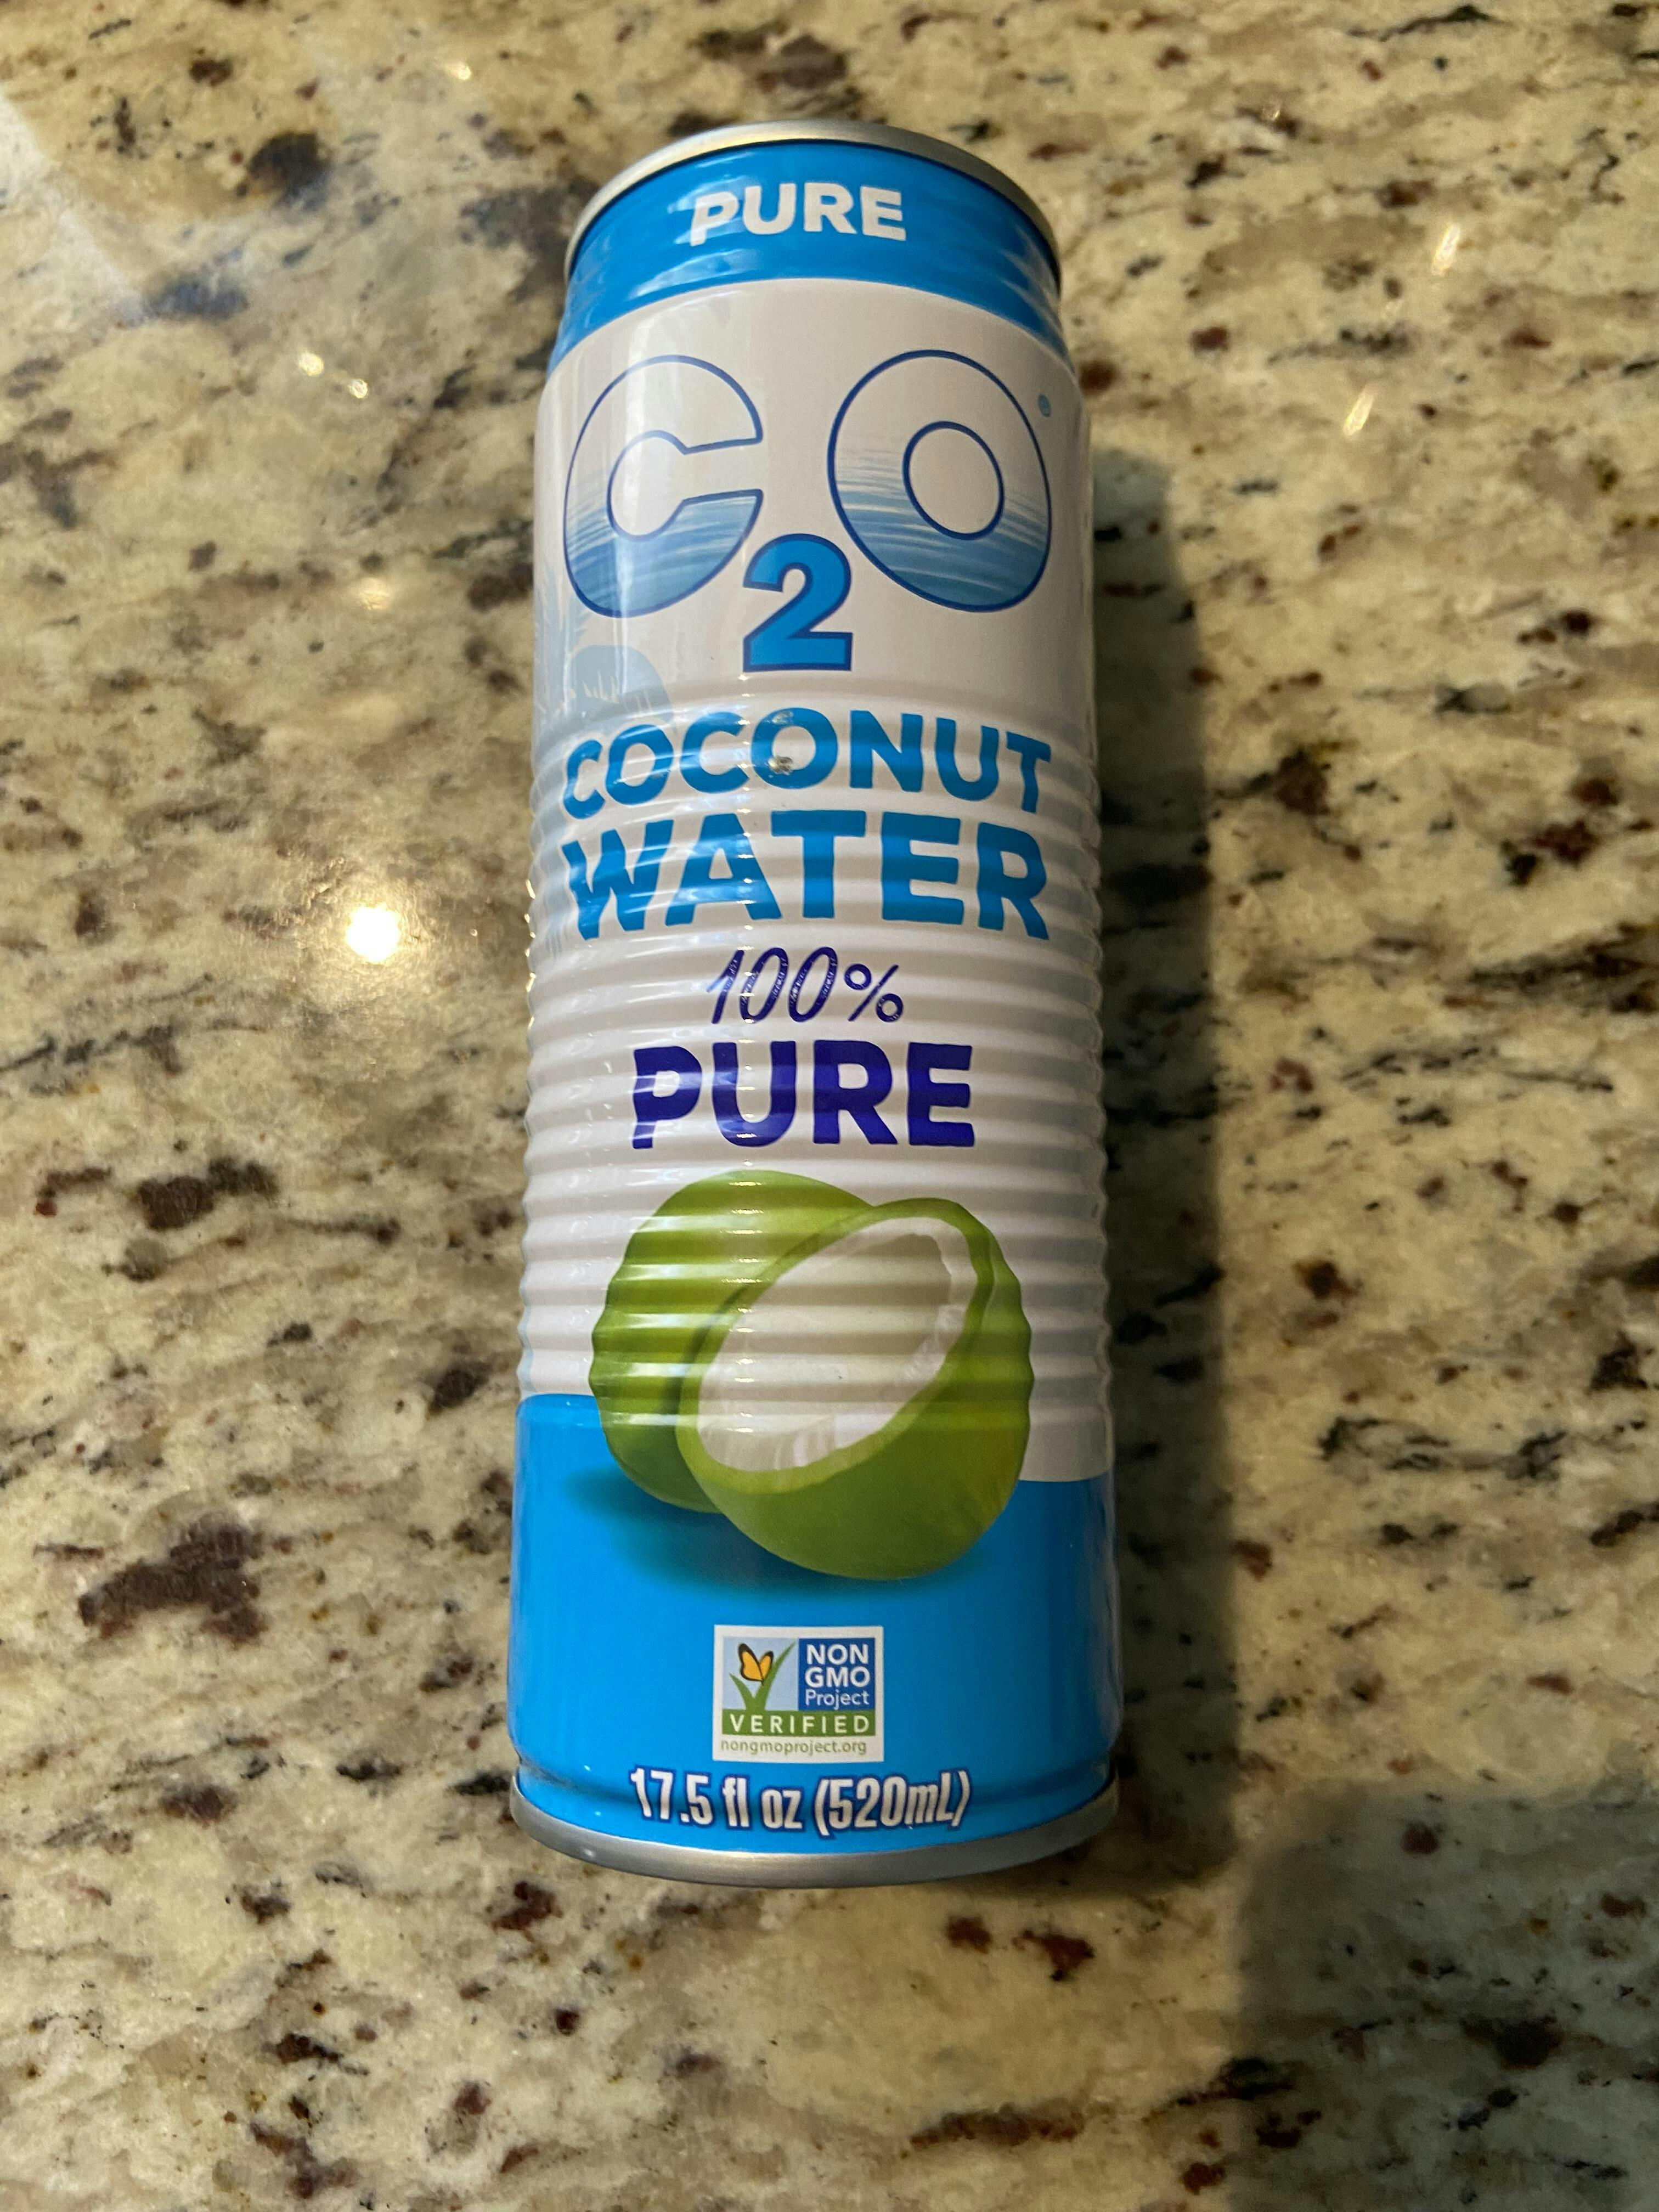 PURE
C2O®
COCONUT
WATER
100%
PURE
NON
GMO
Project
VERIFIED
nongmoproject.org
17.5 fl oz (520mL)